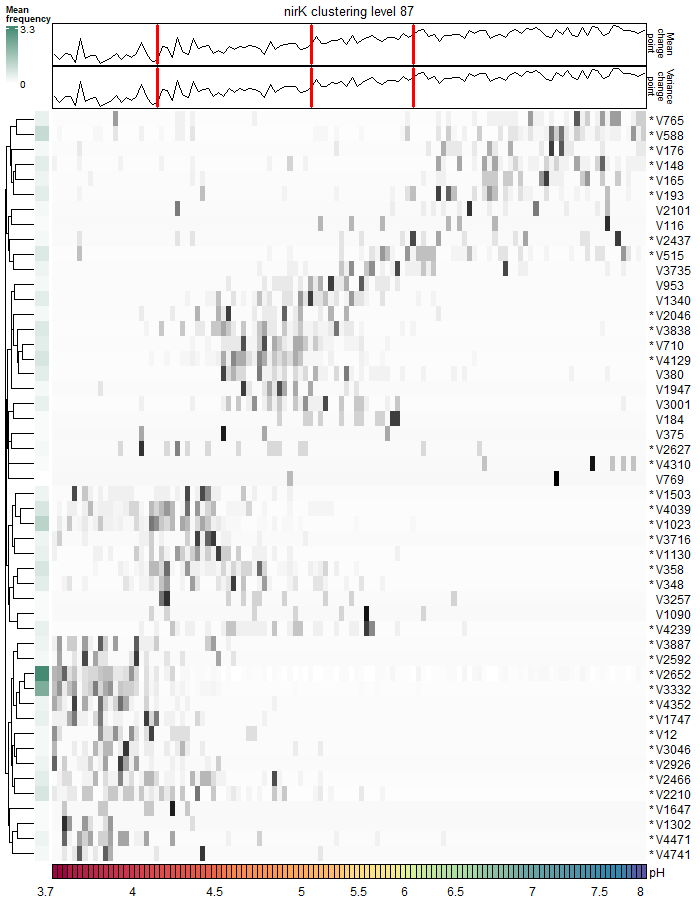 nirK clustering level 87
Mean
frequency
3.3
0
Mean
change
point
Variance
change
point
* V765
* V588
* V176
* V148
* V165
* V193
V2101
V116
* V2437
* V515
V3735
V953
V1340
* V2046
* V3838
* V710
* V4129
V380
V1947
* V3001
* V184
V375
* V2627
* V4310
V769
* V1503
* V4039
* V1023
* V3716
* V1130
* V358
* V348
V3257
V1090
* V4239
* V3887
* V2592
* V2652
* V3332
* V4352
* V1747
* V12
* V3046
* V2926
* V2466
* V2210
* V1647
* V1302
* V4471
* V4741
pH
3.7 4 4.5 5 5.5 6 6.5 7 7.5 8